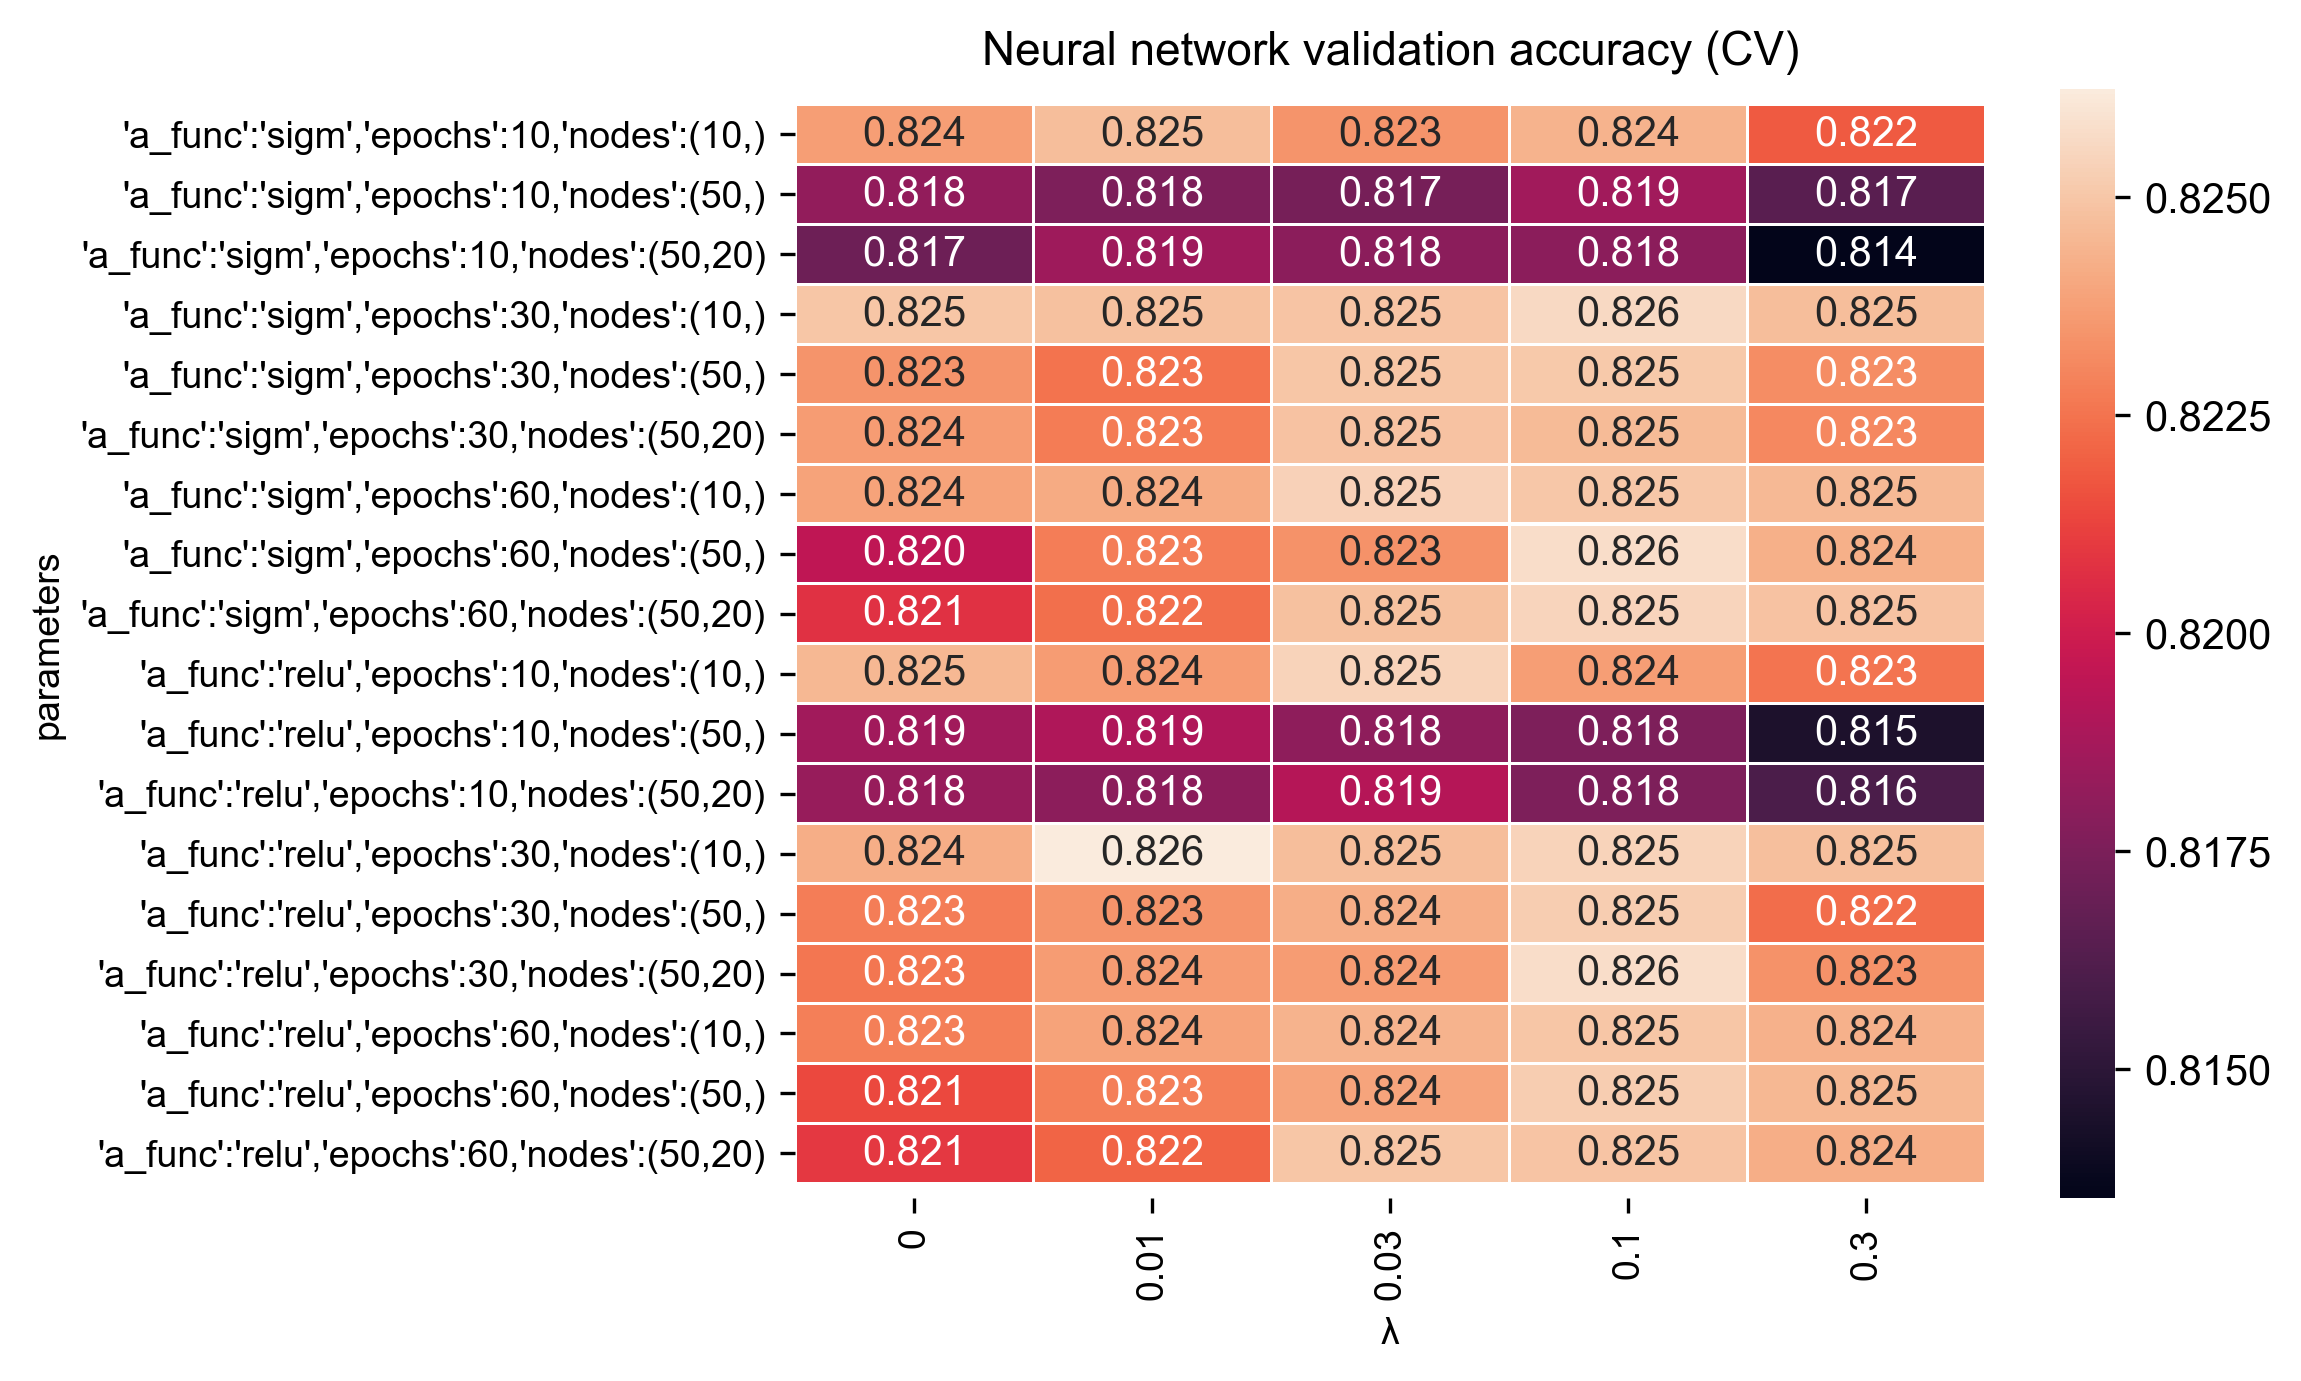 Neural network validation accuracy (CV)
'a_func':'sigm','epochs':10,'nodes':(10,) 0.824 0.825 0.823 0.824 0.822
'a_func':'sigm','epochs':10,'nodes':(50,) 0.818 0.818 0.817 0.819 0.817
'a_func':'sigm','epochs':10,'nodes':(50,20) 0.817 0.819 0.818 0.818 0.814
'a_func':'sigm','epochs':30,'nodes':(10,) 0.825 0.825 0.825 0.826 0.825
'a_func':'sigm','epochs':30,'nodes':(50,) 0.823 0.823 0.825 0.825 0.823
'a_func':'sigm','epochs':30,'nodes':(50,20) 0.824 0.823 0.825 0.825 0.823
'a_func':'sigm','epochs':60,'nodes':(10,) 0.824 0.824 0.825 0.825 0.825
'a_func':'sigm','epochs':60,'nodes':(50,) 0.820 0.823 0.823 0.826 0.824
'a_func':'sigm','epochs':60,'nodes':(50,20) 0.821 0.822 0.825 0.825 0.825
'a_func':'relu','epochs':10,'nodes':(10,) 0.825 0.824 0.825 0.824 0.823
'a_func':'relu','epochs':10,'nodes':(50,) 0.819 0.819 0.818 0.818 0.815
'a_func':'relu','epochs':10,'nodes':(50,20) 0.818 0.818 0.819 0.818 0.816
'a_func':'relu','epochs':30,'nodes':(10,) 0.824 0.826 0.825 0.825 0.825
'a_func':'relu','epochs':30,'nodes':(50,) 0.823 0.823 0.824 0.825 0.822
'a_func':'relu','epochs':30,'nodes':(50,20) 0.823 0.824 0.824 0.826 0.823
'a_func':'relu','epochs':60,'nodes':(10,) 0.823 0.824 0.824 0.825 0.824
'a_func':'relu','epochs':60,'nodes':(50,) 0.821 0.823 0.824 0.825 0.825
'a_func':'relu','epochs':60,'nodes':(50,20) 0.821 0.822 0.825 0.825 0.824
parameters
0 0.01 0.03 0.1 0.3
λ
0.8250
0.8225
0.8200
0.8175
0.8150